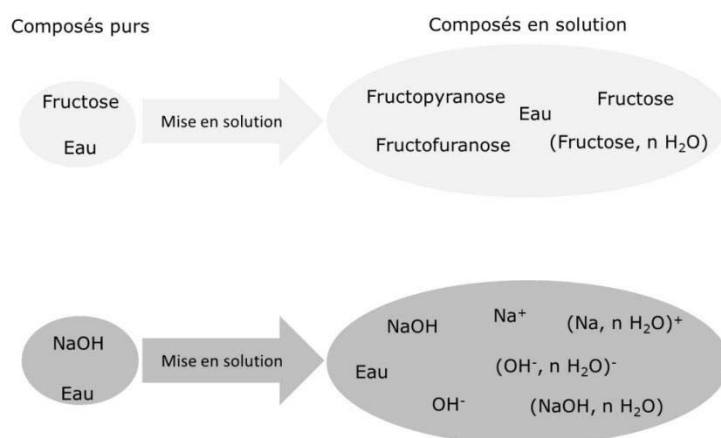 Composés purs
Composés en solution
Fructose
Eau
Mise en solution
Fructopyranose
Fructose
Eau
Fructofuranose
(Fructose, n H₂O)
NaOH
Eau
Mise en solution
NaOH
Na⁺
(Na, n H₂O)⁺
Eau
(OH⁻, n H₂O)⁻
OH⁻
(NaOH, n H₂O)